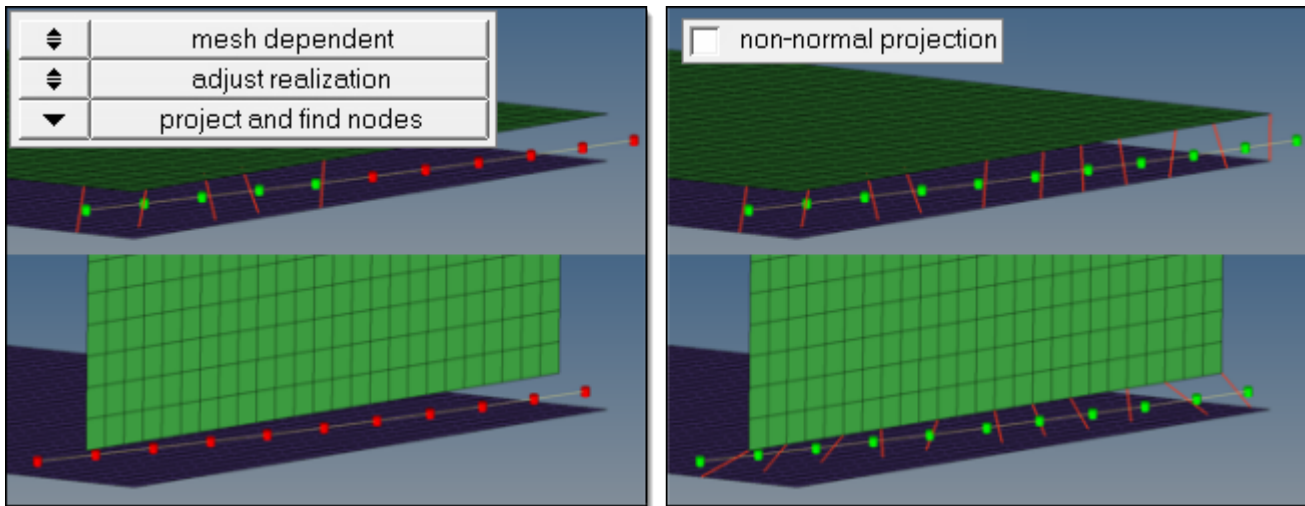 mesh dependent
adjust realization
project and find nodes
non-normal projection